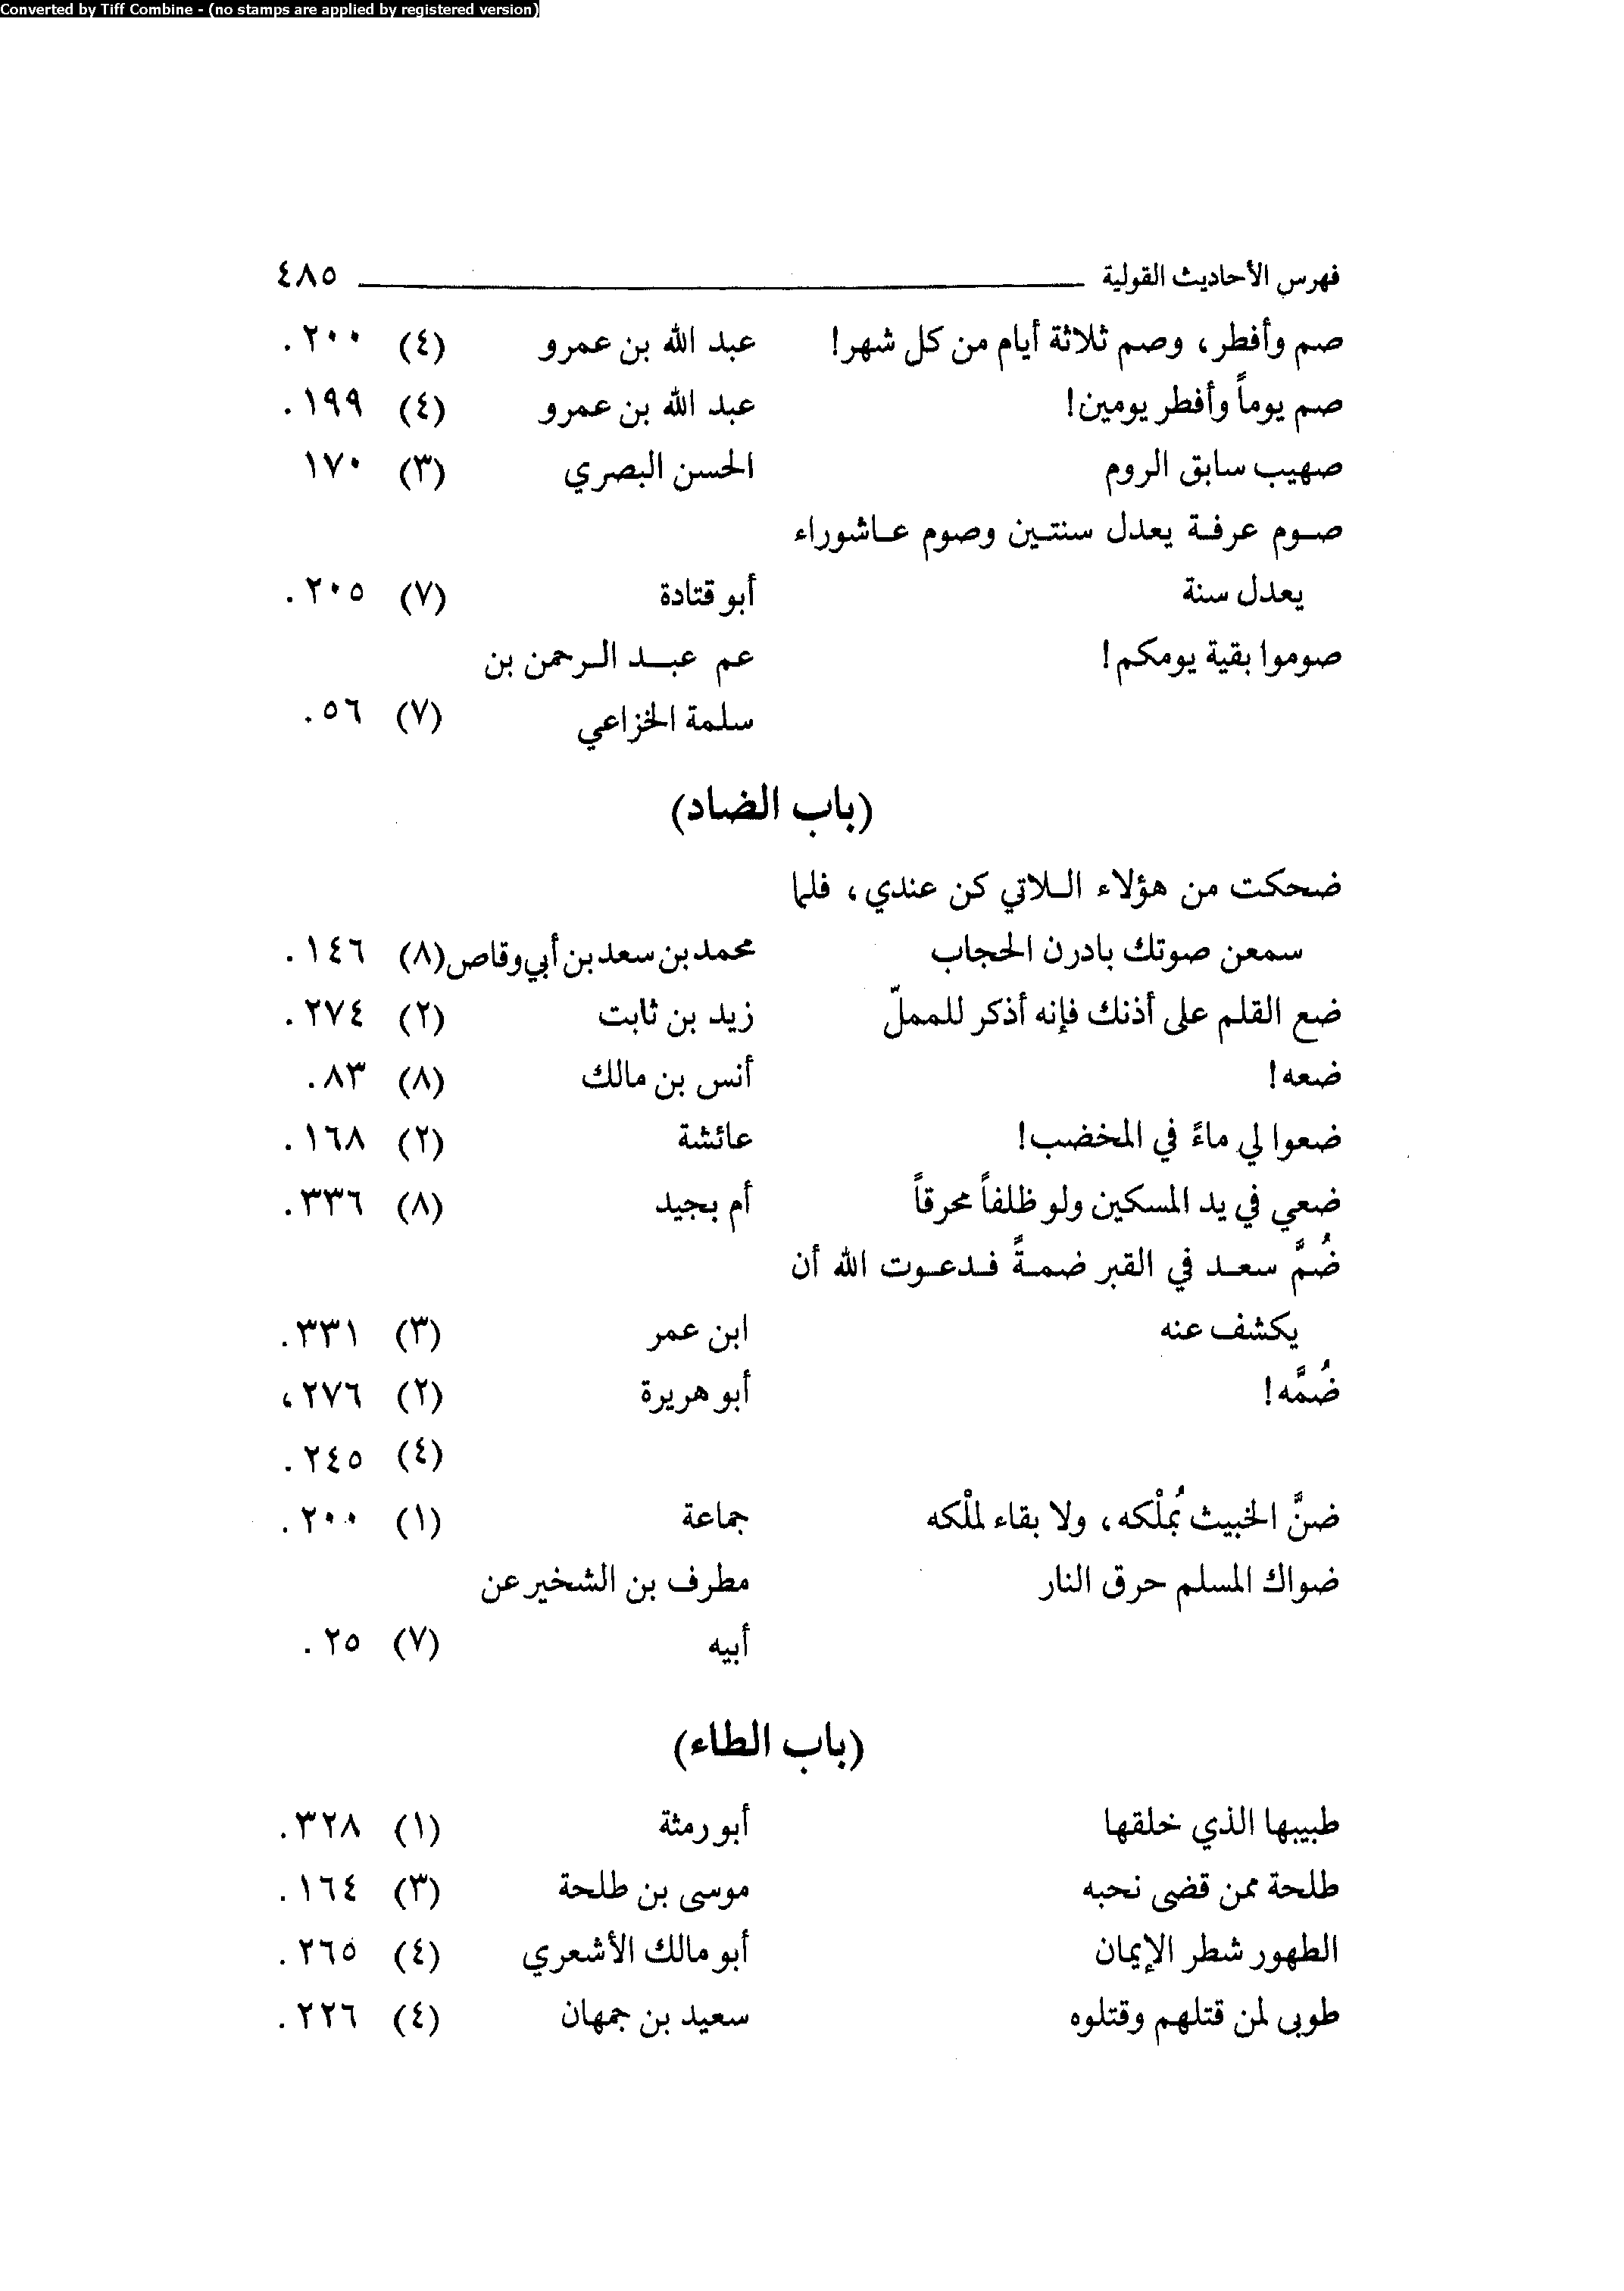 Converted by Tiff Combine - (no stamps are applied by registered version)
فهرس الأحاديث القولية ٤٨٥
صم وأفطر، وصم ثلاثة أيام من كل شهر! عبد الله بن عمرو (٤) ٢٠٠ .
صم يوماً وأفطر يومين! عبد الله بن عمرو (٤) ١٩٩ .
صهيب سابق الروم الحسن البصري (٣) ١٧٠
صوم عرفة يعدل سنتين وصوم عاشوراء
يعدل سنة أبو قتادة (٧) ٢٠٥ .
صوموا بقية يومكم! عم عبد الرحمن بن
سلمة الخزاعي (٧) ٥٦ .
(باب الضاد)
ضحكت من هؤلاء اللاتي كن عندي، فلما
سمعن صوتك بادرن الحجاب محمد بن سعد بن أبي وقاص (٨) ١٤٦ .
ضع القلم على أذنك فإنه أذكر للمملّ زيد بن ثابت (٢) ٢٧٤ .
ضعه! أنس بن مالك (٨) ٨٣ .
ضعوا لي ماءً في المخضب! عائشة (٢) ١٦٨ .
ضعي في يد المسكين ولو ظلفاً محرقاً أم بجيد (٨) ٣٣٦ .
ضُمَّ سعد في القبر ضمةً فدعوت الله أن
يكشف عنه ابن عمر (٣) ٣٣١ .
ضُمَّه! أبو هريرة (٢) ٢٧٦ ،
(٤) ٢٤٥ .
ضنَّ الخبيث بُملْكه، ولا بقاء لملْكه جماعة (١) ٢٠٠ .
ضواك المسلم حرق النار مطرف بن الشخير عن
أبيه (٧) ٢٥ .
(باب الطاء)
طبيبها الذي خلقها أبو رمثة (١) ٣٢٨ .
طلحة ممن قضى نحبه موسى بن طلحة (٣) ١٦٤ .
الطهور شطر الإيمان أبو مالك الأشعري (٤) ٢٦٥ .
طوبى لمن قتلهم وقتلوه سعيد بن جمهان (٤) ٢٢٦ .